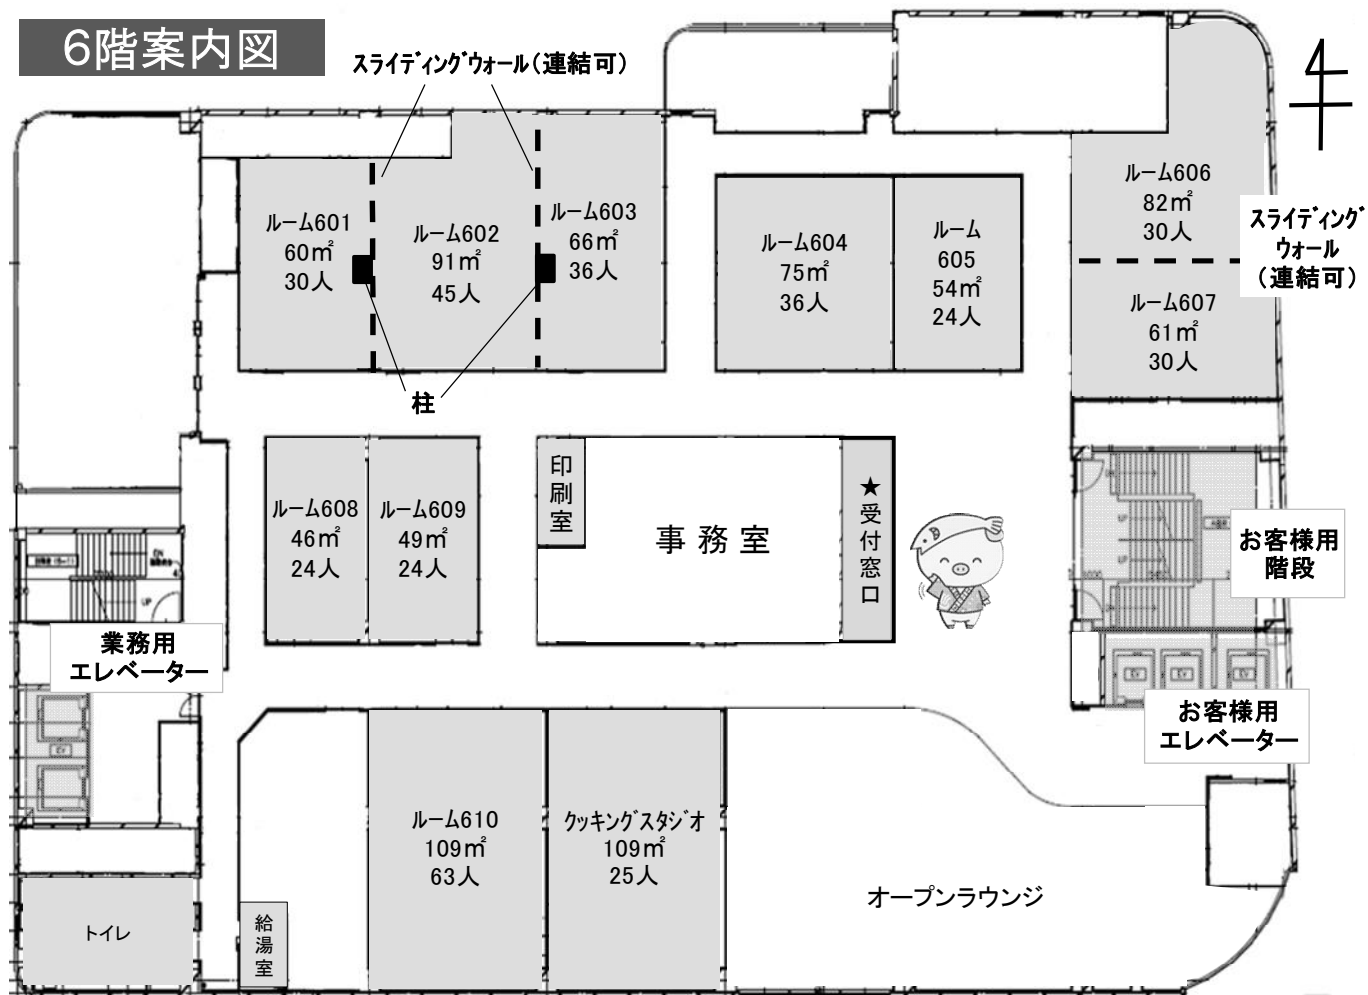 6階案内図
スライディングウォール(連結可)
ルーム601
60㎡
30人
ルーム602
91㎡
45人
ルーム603
66㎡
36人
柱
ルーム604
75㎡
36人
ルーム
605
54㎡
24人
ルーム606
82㎡
30人
スライディング
ウォール
(連結可)
ルーム607
61㎡
30人
ルーム608
46㎡
24人
ルーム609
49㎡
24人
印刷室
事務室
★受付窓口
お客様用
階段
業務用
エレベーター
UP
UP
EV
EV
EV
EV
お客様用
エレベーター
ルーム610
109㎡
63人
クッキングスタジオ
109㎡
25人
オープンラウンジ
トイレ
給湯室